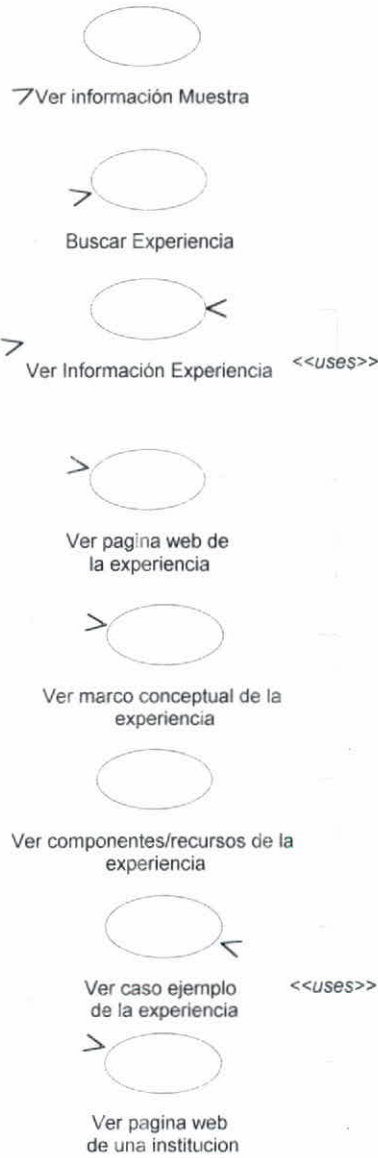 Ver información Muestra
Buscar Experiencia
Ver Información Experiencia <<uses>>
Ver pagina web de
la experiencia
Ver marco conceptual de la
experiencia
Ver componentes/recursos de la
experiencia
Ver caso ejemplo <<uses>>
de la experiencia
Ver pagina web
de una institucion